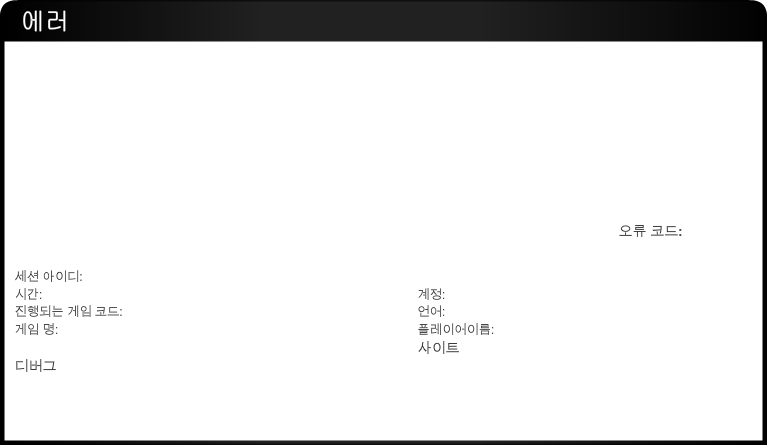 에러
오류 코드:
세션 아이디:
시간:
계정:
진행되는 게임 코드:
언어:
게임 명:
플레이어이름:
사이트
디버그